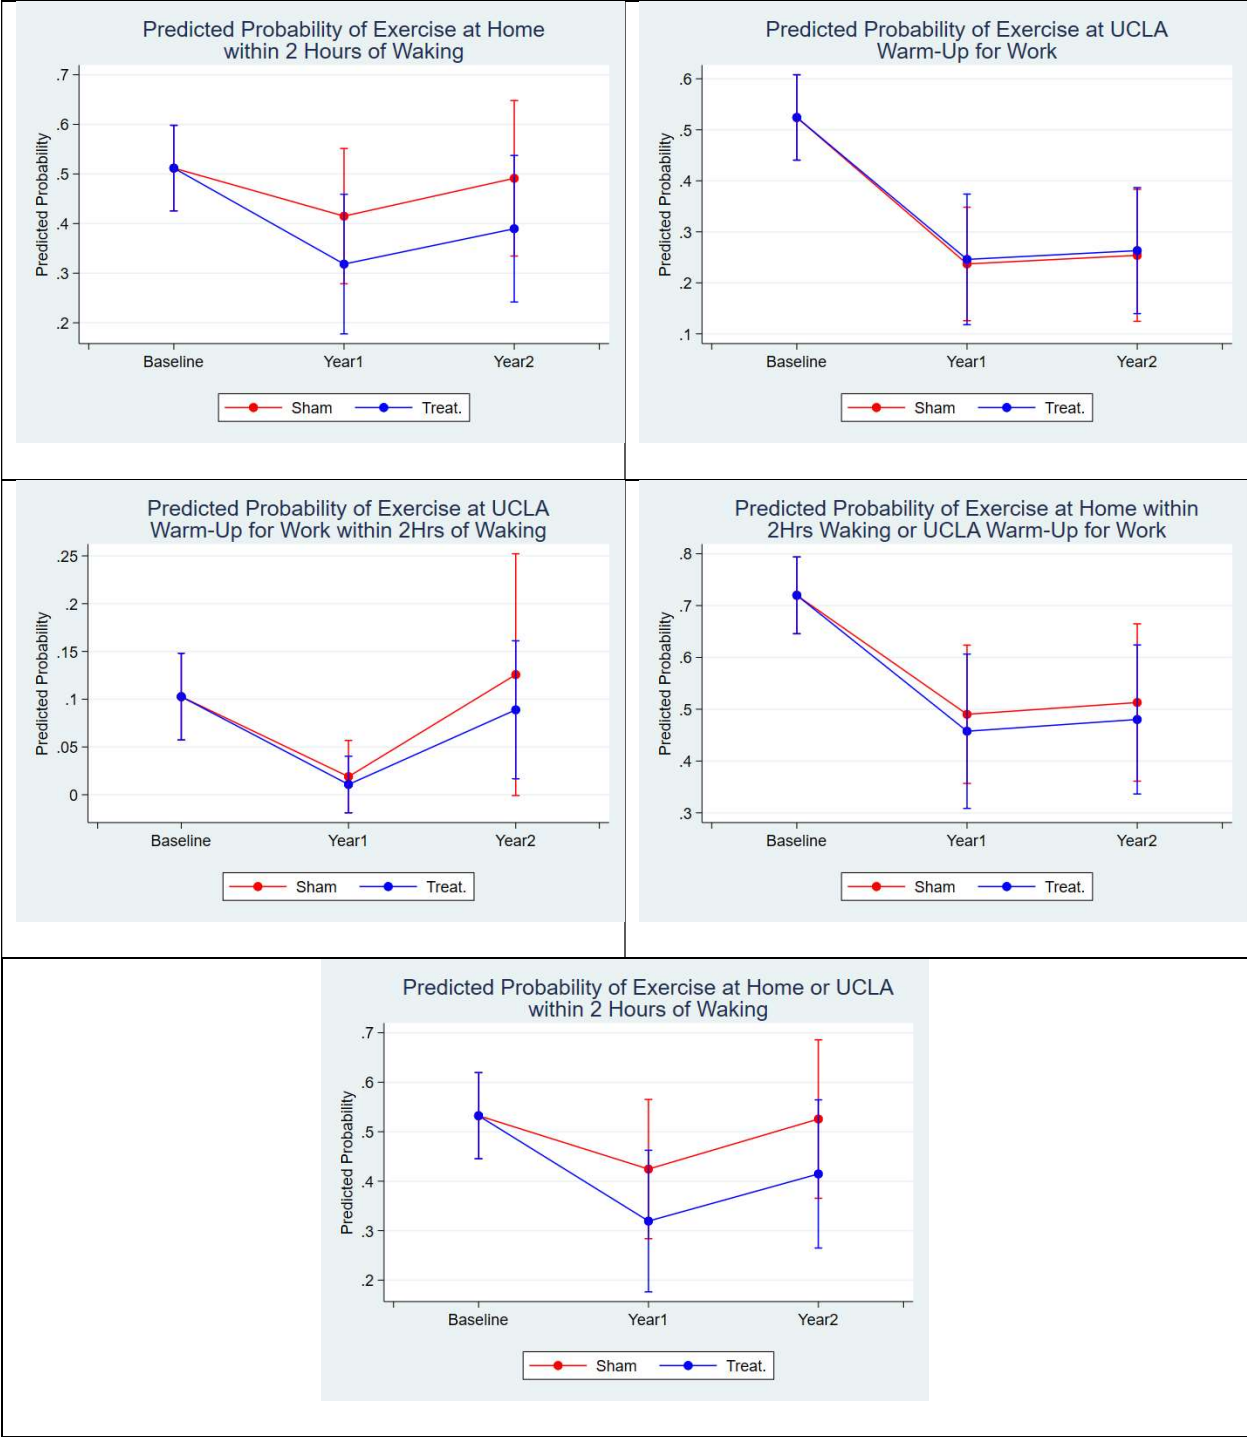 Predicted Probability of Exercise at Home
within 2 Hours of Waking
Predicted Probability
.7
.6
.5
.4
.3
.2
Baseline
Year1
Year2
Sham
Treat.
Predicted Probability of Exercise at UCLA
Warm-Up for Work
Predicted Probability
.6
.5
.4
.3
.2
.1
Baseline
Year1
Year2
Sham
Treat.
Predicted Probability of Exercise at UCLA
Warm-Up for Work within 2Hrs of Waking
Predicted Probability
.25
.2
.15
.1
.05
0
Baseline
Year1
Year2
Sham
Treat.
Predicted Probability of Exercise at Home within
2Hrs Waking or UCLA Warm-Up for Work
Predicted Probability
.8
.7
.6
.5
.4
.3
Baseline
Year1
Year2
Sham
Treat.
Predicted Probability of Exercise at Home or UCLA
within 2 Hours of Waking
Predicted Probability
.7
.6
.5
.4
.3
.2
Baseline
Year1
Year2
Sham
Treat.